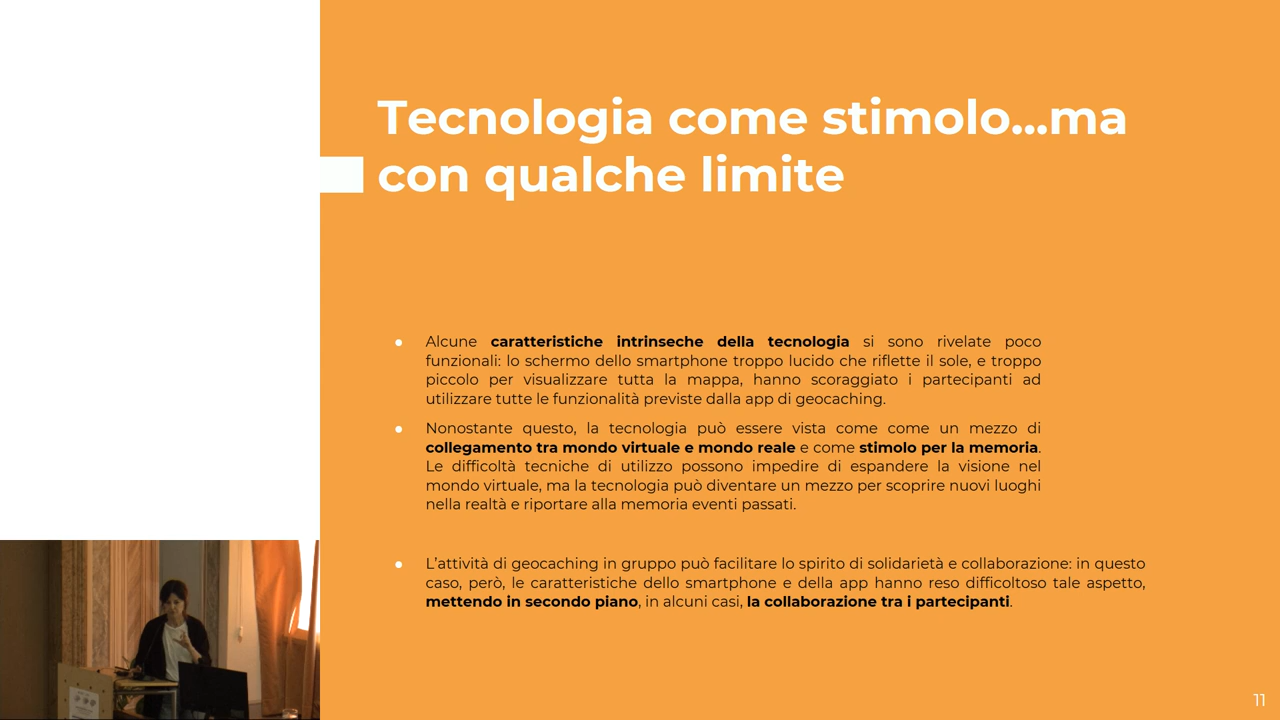 Tecnologia come stimolo...ma
con qualche limite
● Alcune caratteristiche intrinseche della tecnologia si sono rivelate poco
funzionali: lo schermo dello smartphone troppo lucido che riflette il sole, e troppo
piccolo per visualizzare tutta la mappa, hanno scoraggiato i partecipanti ad
utilizzare tutte le funzionalità previste dalla app di geocaching.
● Nonostante questo, la tecnologia può essere vista come come un mezzo di
collegamento tra mondo virtuale e mondo reale e come stimolo per la memoria.
Le difficoltà tecniche di utilizzo possono impedire di espandere la visione nel
mondo virtuale, ma la tecnologia può diventare un mezzo per scoprire nuovi luoghi
nella realtà e riportare alla memoria eventi passati.
● L'attività di geocaching in gruppo può facilitare lo spirito di solidarietà e collaborazione: in questo
caso, però, le caratteristiche dello smartphone e della app hanno reso difficoltoso tale aspetto,
mettendo in secondo piano, in alcuni casi, la collaborazione tra i partecipanti.
11